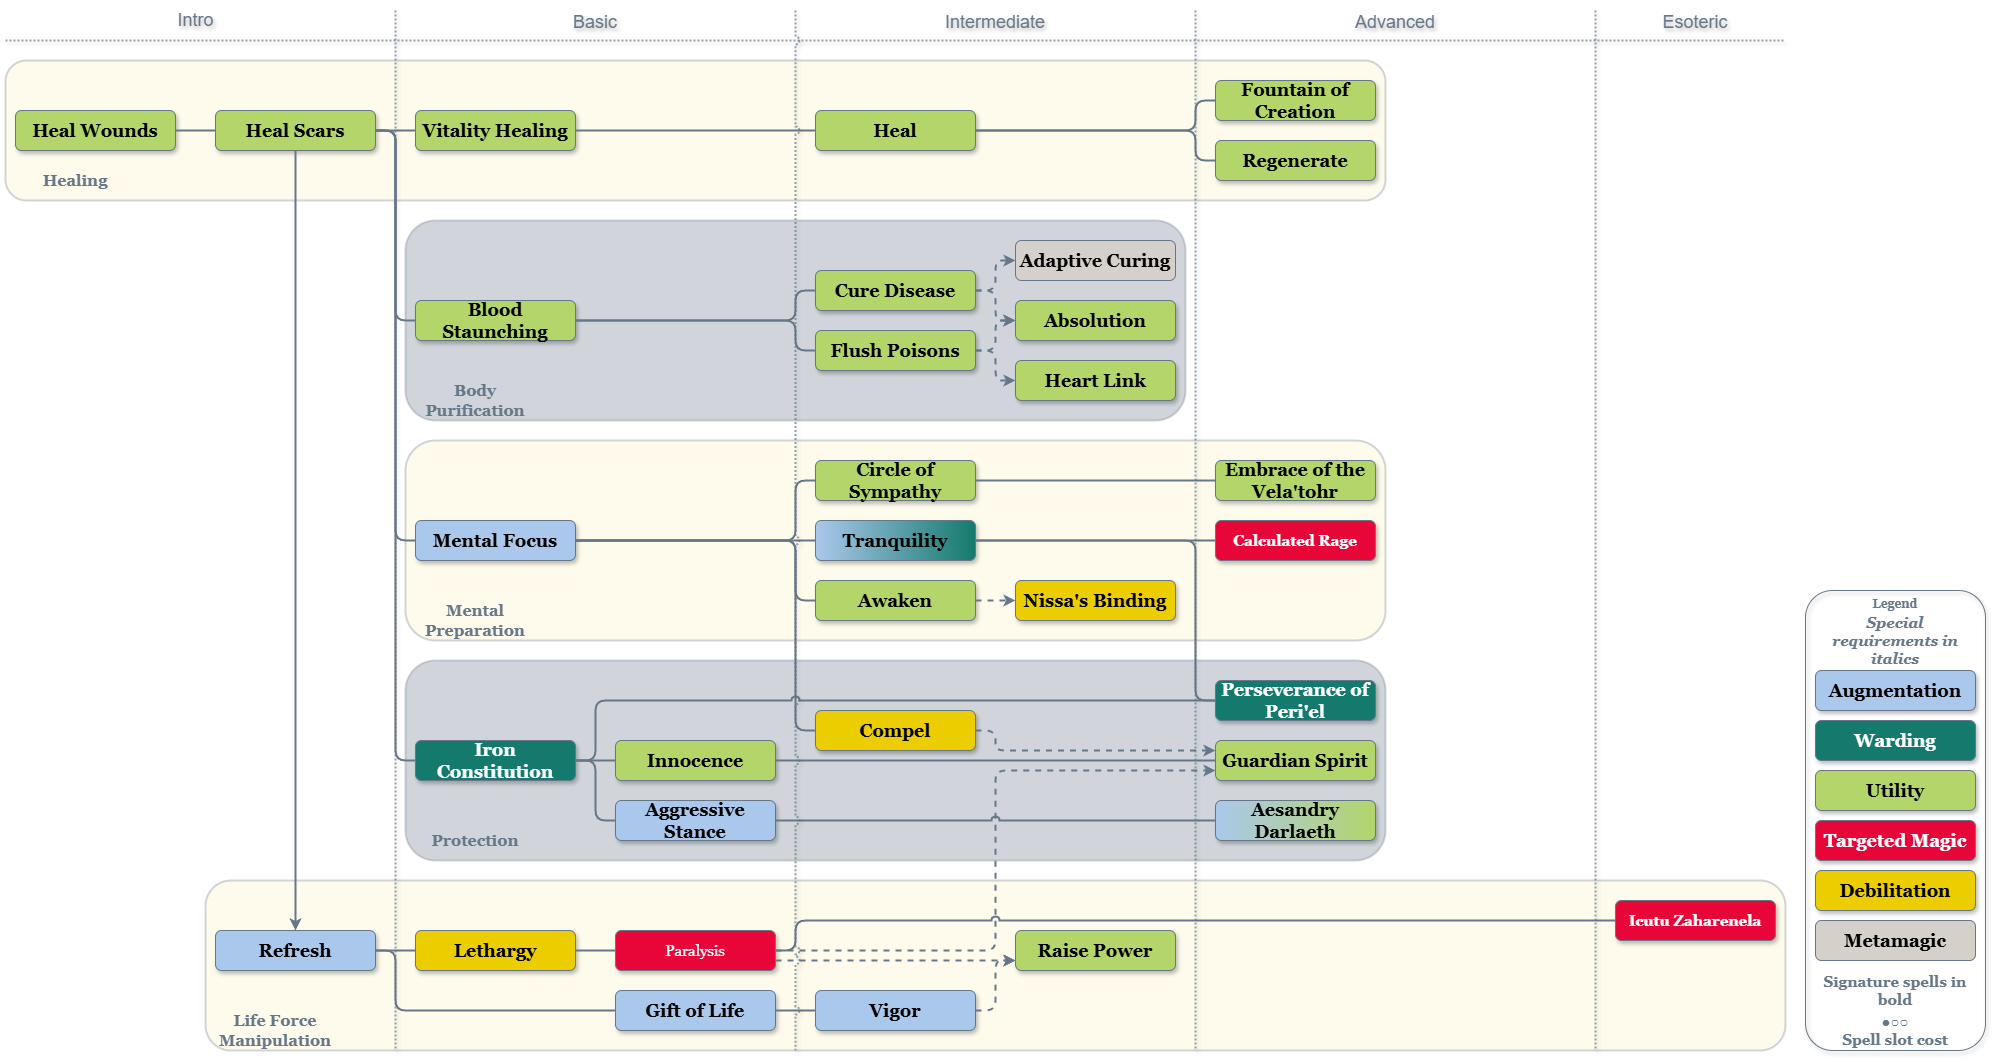 Intro
Basic
Intermediate
Advanced
Esoteric
Heal Wounds
Heal Scars
Vitality Healing
Heal
Fountain of
Creation
Regenerate
Healing
Blood
Staunching
Cure Disease
Flush Poisons
Adaptive Curing
Absolution
Heart Link
Body
Purification
Mental Focus
Circle of
Sympathy
Tranquility
Awaken
Nissa's Binding
Embrace of the
Vela'tohr
Calculated Rage
Mental
Preparation
Iron
Constitution
Innocence
Aggressive
Stance
Compel
Perseverance of
Peri'el
Guardian Spirit
Aesandry
Darlaeth
Protection
Refresh
Lethargy
Paralysis
Gift of Life
Vigor
Raise Power
Icutu Zaharenela
Life Force
Manipulation
Legend
Special
requirements in
italics
Augmentation
Warding
Utility
Targeted Magic
Debilitation
Metamagic
Signature spells in
bold
●○○
Spell slot cost